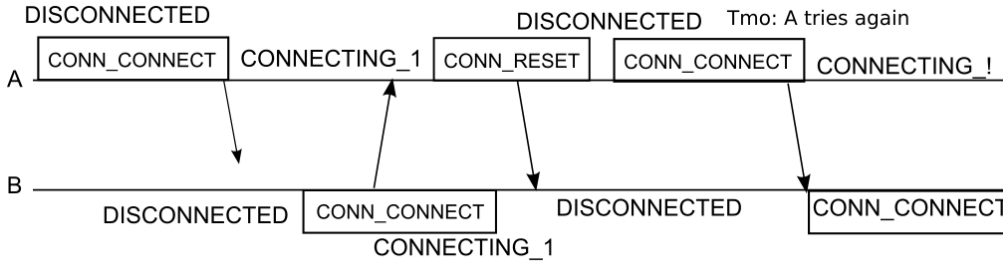 DISCONNECTED
DISCONNECTED
Tmo: A tries again
CONN_CONNECT
CONNECTING_1
CONN_RESET
CONN_CONNECT
CONNECTING_!
A
B
DISCONNECTED
CONN_CONNECT
DISCONNECTED
CONN_CONNECT
CONNECTING_1